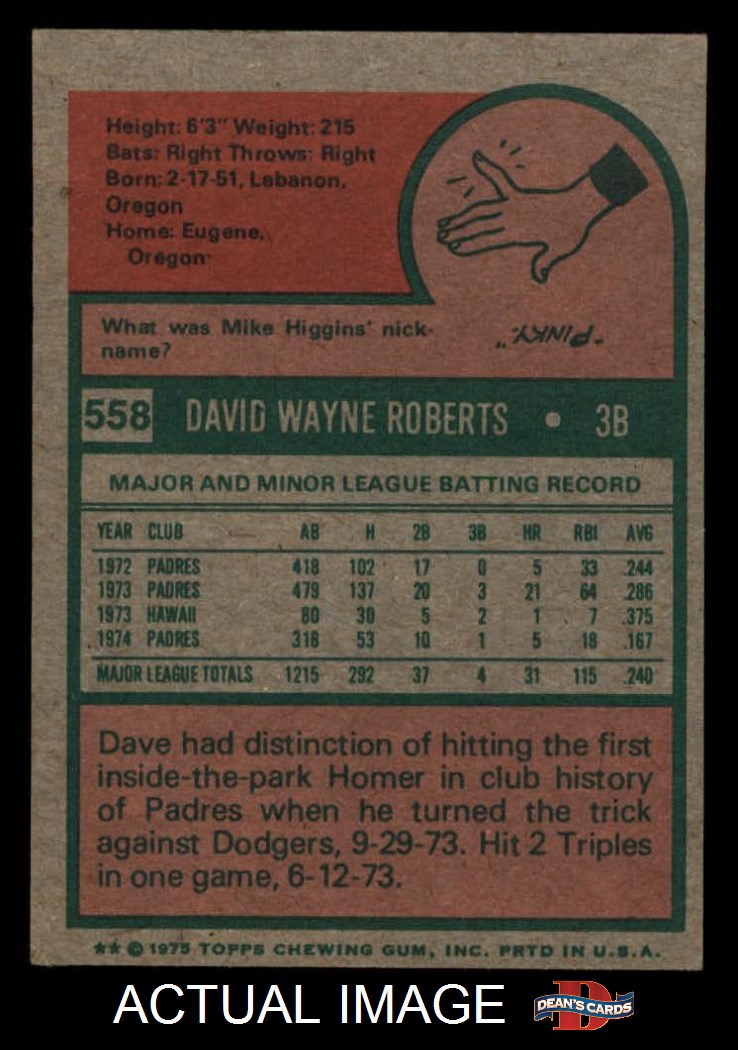 Height: 6'3" Weight: 215
Bats: Right Throws: Right
Born: 2-17-51, Lebanon,
Oregon
Home: Eugene,
Oregon
What was Mike Higgins' nick-
name?
"PINKY."
558 DAVID WAYNE ROBERTS • 3B
MAJOR AND MINOR LEAGUE BATTING RECORD
YEAR CLUB AB H 2B 3B HR RBI AVG
1972 PADRES 418 102 17 0 5 33 .244
1973 PADRES 479 137 20 3 21 64 .286
1973 HAWAII 80 30 5 2 1 7 .375
1974 PADRES 318 53 10 1 5 18 .167
MAJOR LEAGUE TOTALS 1215 292 37 4 31 115 .240
Dave had distinction of hitting the first
inside-the-park Homer in club history
of Padres when he turned the trick
against Dodgers, 9-29-73. Hit 2 Triples
in one game, 6-12-73.
** © 1975 TOPPS CHEWING GUM, INC. PRTD IN U.S.A.
ACTUAL IMAGE
DEAN'S CARDS